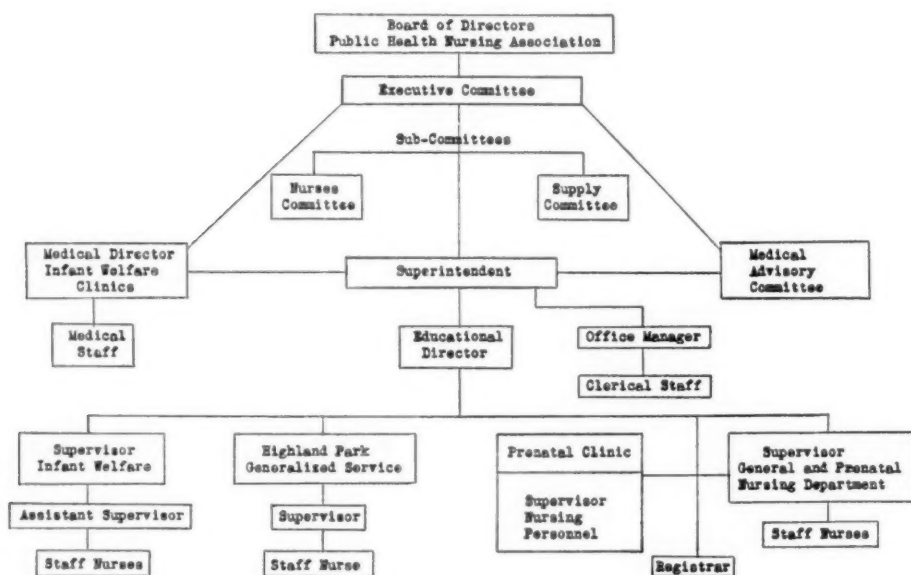 Board of Directors
Public Health Nursing Association
Executive Committee
Sub-Committees
Nurses
Committee
Supply
Committee
Medical Director
Infant Welfare
Clinics
Superintendent
Medical
Advisory
Committee
Medical
Staff
Educational
Director
Office Manager
Clerical Staff
Supervisor
Infant Welfare
Highland Park
Generalized Service
Prenatal Clinic
Supervisor
Nursing
Personnel
Supervisor
General and Prenatal
Nursing Department
Assistant Supervisor
Supervisor
Staff Nurses
Staff Nurses
Staff Nurse
Registrar